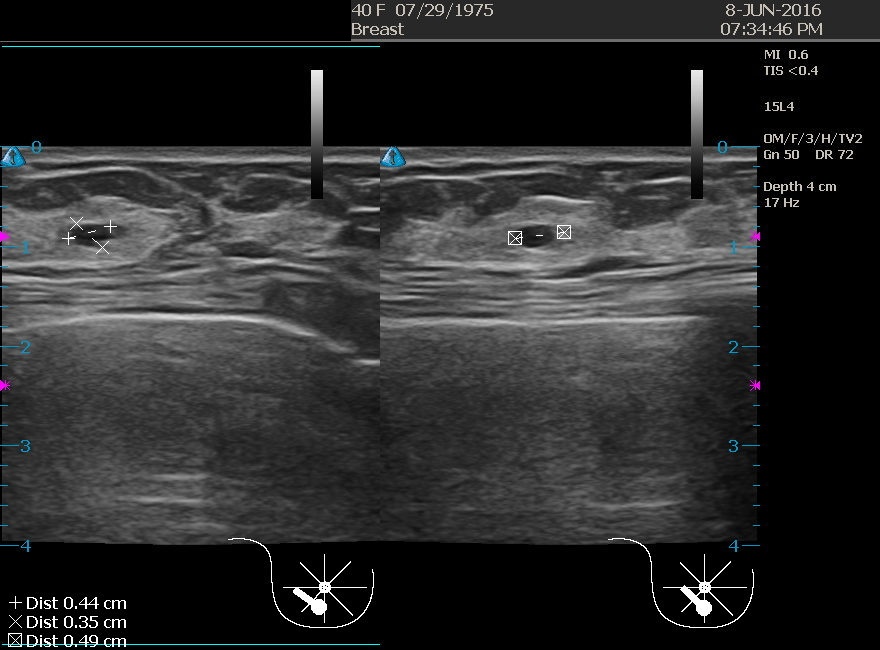 40 F 07/29/1975 8-JUN-2016
Breast 07:34:46 PM
MI 0.6
TIS <0.4
15L4
OM/F/3/H/TV2
Gn 50 DR 72
Depth 4 cm
17 Hz
0 0
1 1
2 2
3 3
4 4
Dist 0.44 cm
Dist 0.35 cm
Dist 0.49 cm